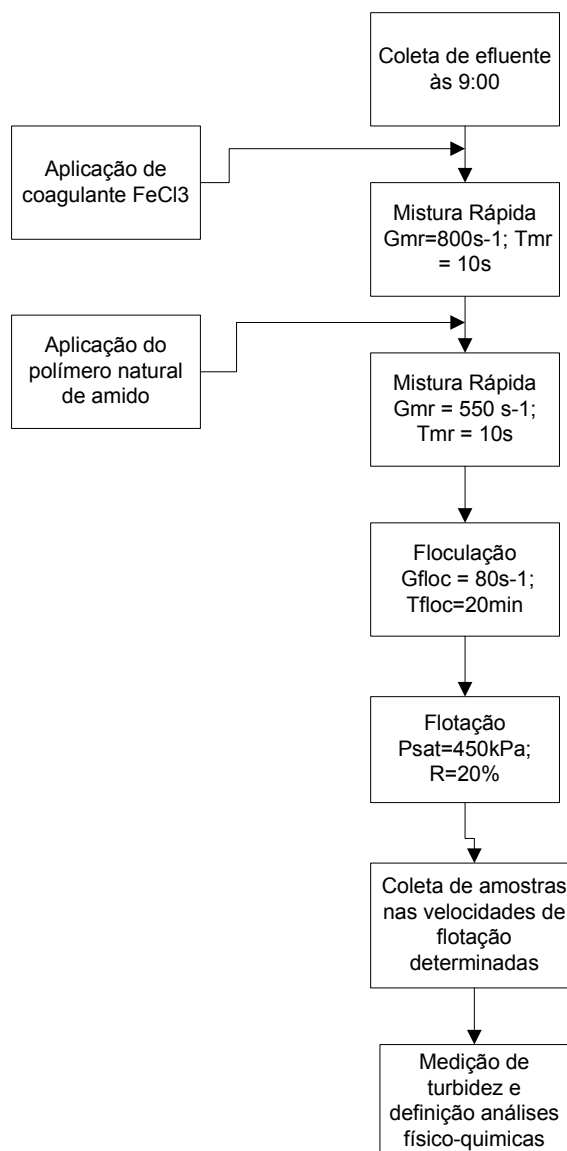 Coleta de efluente
às 9:00
Aplicação de
coagulante FeCl3
Mistura Rápida
Gmr=800s-1; Tmr
= 10s
Aplicação do
polímero natural
de amido
Mistura Rápida
Gmr = 550 s-1;
Tmr = 10s
Floculação
Gfloc = 80s-1;
Tfloc=20min
Flotação
Psat=450kPa;
R=20%
Coleta de amostras
nas velocidades de
flotação
determinadas
Medição de
turbidez e
definição análises
físico-quimicas